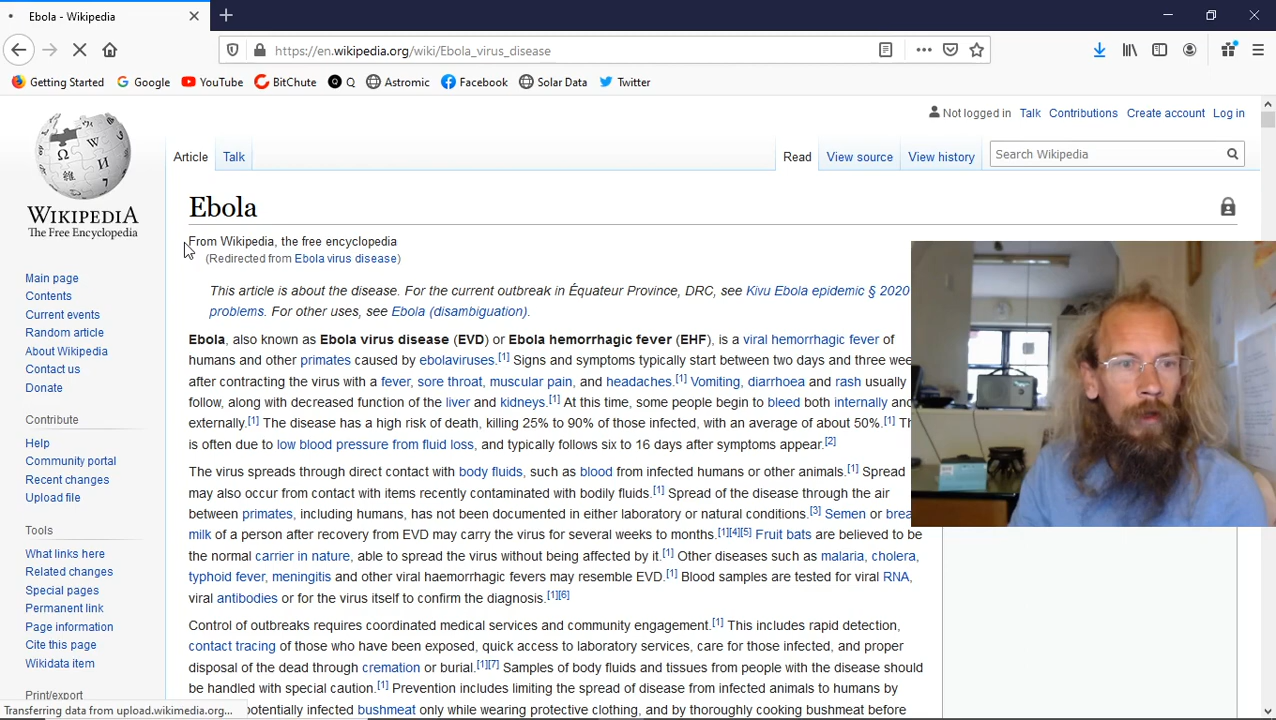 Ebola - Wikipedia
https://en.wikipedia.org/wiki/Ebola_virus_disease
Getting Started Google YouTube BitChute Q Astromic Facebook Solar Data Twitter
Not logged in Talk Contributions Create account Log in
Article Talk Read View source View history Search Wikipedia
WIKIPEDIA
The Free Encyclopedia
Main page
Contents
Current events
Random article
About Wikipedia
Contact us
Donate
Contribute
Help
Community portal
Recent changes
Upload file
Tools
What links here
Related changes
Special pages
Permanent link
Page information
Cite this page
Wikidata item
Print/export
Ebola
From Wikipedia, the free encyclopedia
(Redirected from Ebola virus disease)
This article is about the disease. For the current outbreak in Équateur Province, DRC, see Kivu Ebola epidemic § 2020
problems. For other uses, see Ebola (disambiguation).
Ebola, also known as Ebola virus disease (EVD) or Ebola hemorrhagic fever (EHF), is a viral hemorrhagic fever of
humans and other primates caused by ebolaviruses.[1] Signs and symptoms typically start between two days and three
after contracting the virus with a fever, sore throat, muscular pain, and headaches.[1] Vomiting, diarrhoea and rash usually
follow, along with decreased function of the liver and kidneys.[1] At this time, some people begin to bleed both internally and
externally.[1] The disease has a high risk of death, killing 25% to 90% of those infected, with an average of about 50%.[1]
is often due to low blood pressure from fluid loss, and typically follows six to 16 days after symptoms appear.[2]
The virus spreads through direct contact with body fluids, such as blood from infected humans or other animals.[1] Spread
may also occur from contact with items recently contaminated with bodily fluids.[1] Spread of the disease through the air
between primates, including humans, has not been documented in either laboratory or natural conditions.[3] Semen or
milk of a person after recovery from EVD may carry the virus for several weeks to months.[1][4][5] Fruit bats are believed to be
the normal carrier in nature, able to spread the virus without being affected by it.[1] Other diseases such as malaria, cholera,
typhoid fever, meningitis and other viral haemorrhagic fevers may resemble EVD.[1] Blood samples are tested for viral RNA,
viral antibodies or for the virus itself to confirm the diagnosis.[1][6]
Control of outbreaks requires coordinated medical services and community engagement.[1] This includes rapid detection,
contact tracing of those who have been exposed, quick access to laboratory services, care for those infected, and proper
disposal of the dead through cremation or burial.[1][7] Samples of body fluids and tissues from people with the disease should
be handled with special caution.[1] Prevention includes limiting the spread of disease from infected animals to humans by
potentially infected bushmeat only while wearing protective clothing, and by thoroughly cooking bushmeat before
Transferring data from upload.wikimedia.org...